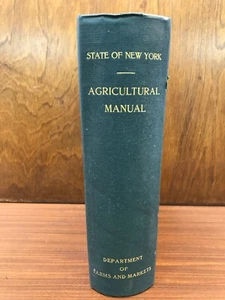 STATE OF NEW YORK
AGRICULTURAL
MANUAL
DEPARTMENT
OF
FARMS AND MARKETS